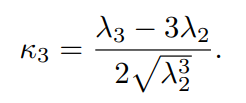 κ₃ = (λ₃ − 3λ₂) / (2√(λ₂³)).